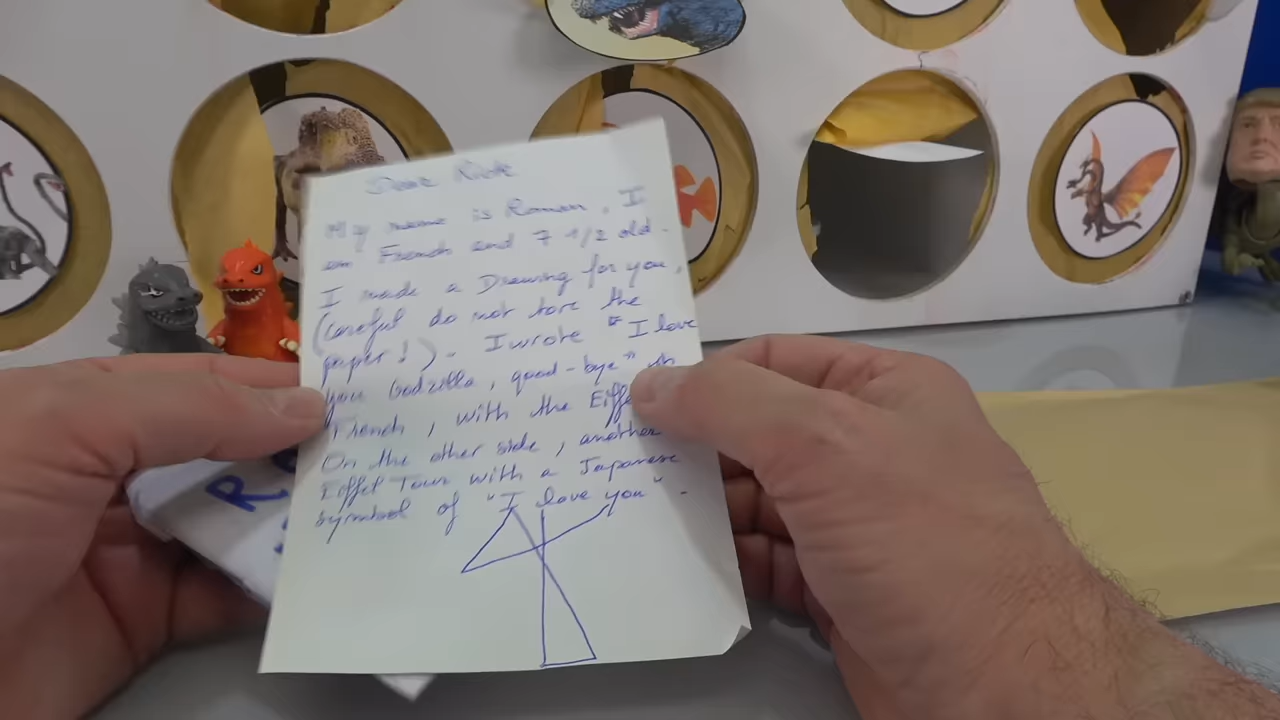 Dear Rick
My name is Roman, I
am French and 7 1/2 old.
I made a Drawing for you,
(careful do not tore the
paper!). I wrote "I love
you Godzilla, good-bye" in
French, with the Eiffe
On the other side, another
Eiffel Tour with a Japanese
symbol of "I love you".
R